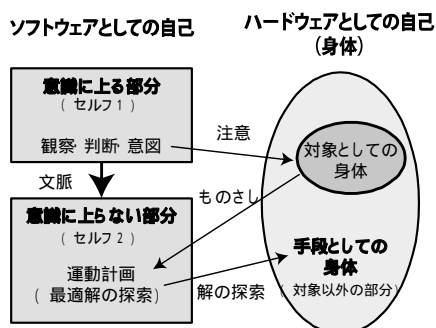 ソフトウェアとしての自己
ハードウェアとしての自己
(身体)
意識に上る部分
( セルフ1 )
観察・判断・意図
注意
対象としての
身体
文脈
ものさし
意識に上らない部分
( セルフ2 )
運動計画
( 最適解の探索)
解の探索
手段としての
身体
( 対象以外の部分)